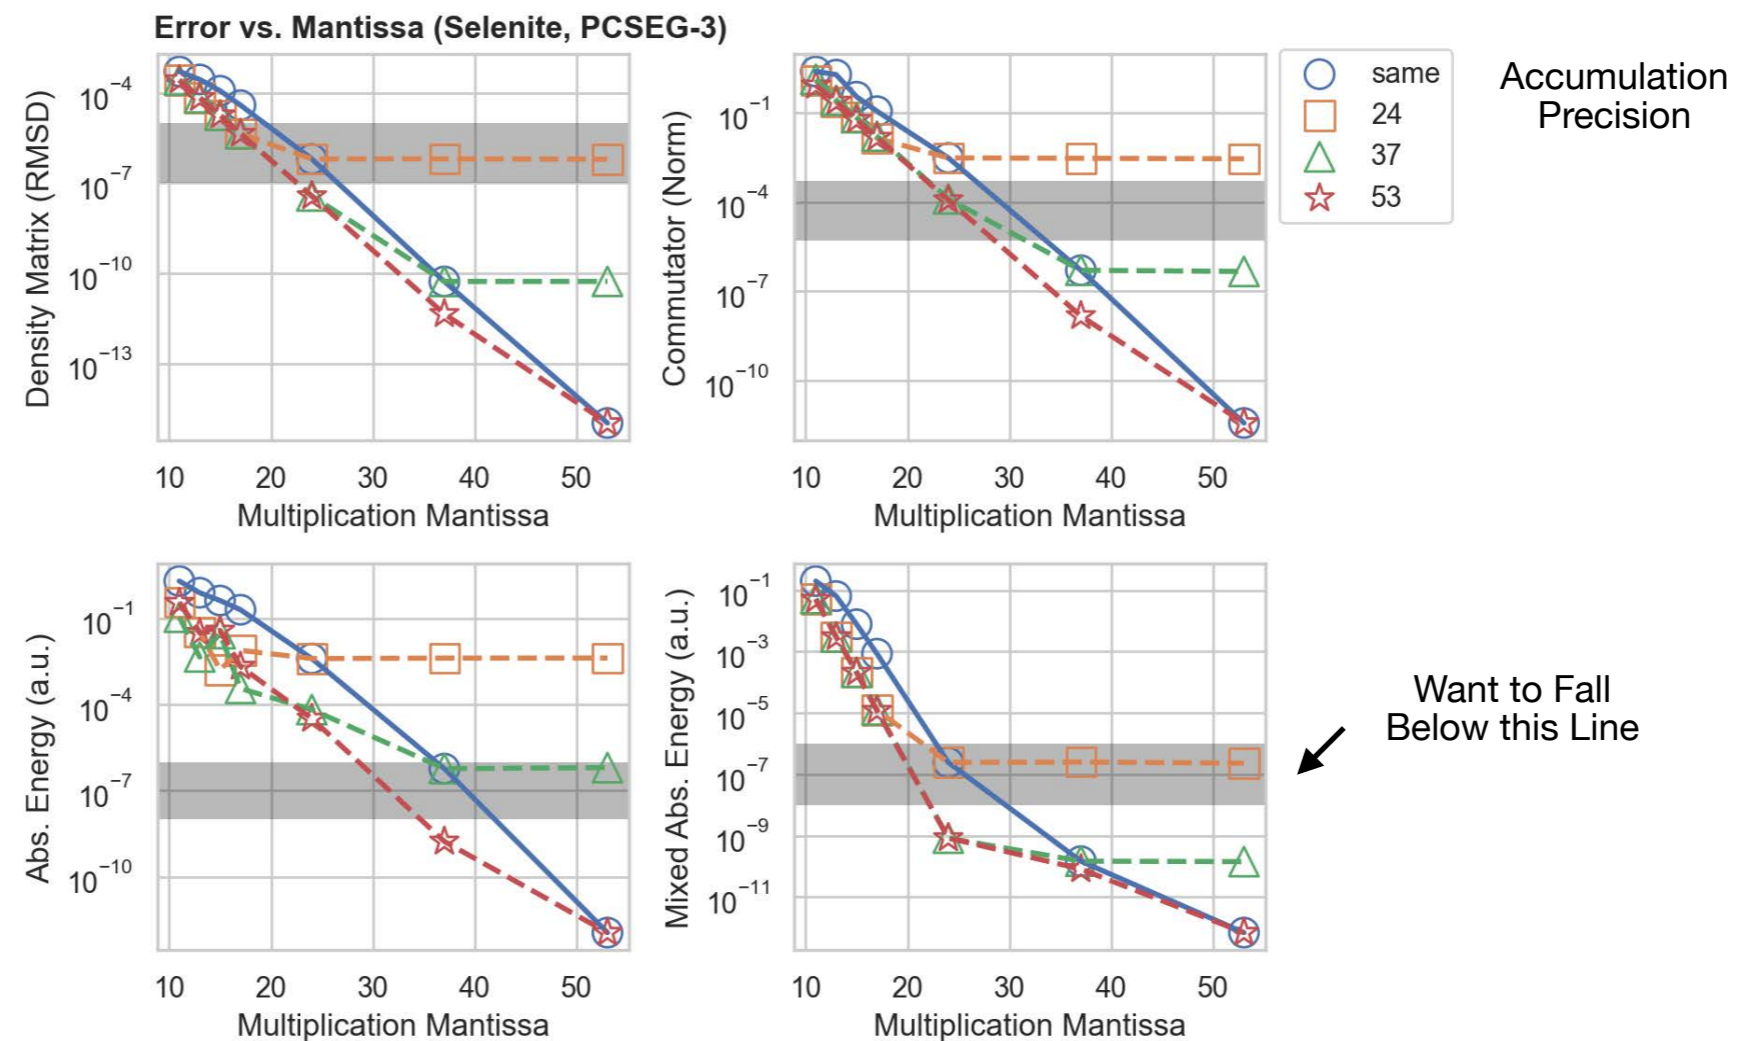 Error vs. Mantissa (Selenite, PCSEG-3)
Density Matrix (RMSD)
10⁻⁴
10⁻⁷
10⁻¹⁰
10⁻¹³
10 20 30 40 50
Multiplication Mantissa
Commutator (Norm)
10⁻¹
10⁻⁴
10⁻⁷
10⁻¹⁰
10 20 30 40 50
Multiplication Mantissa
same
24
37
53
Accumulation
Precision
Abs. Energy (a.u.)
10⁻¹
10⁻⁴
10⁻⁷
10⁻¹⁰
10 20 30 40 50
Multiplication Mantissa
Mixed Abs. Energy (a.u.)
10⁻¹
10⁻³
10⁻⁵
10⁻⁷
10⁻⁹
10⁻¹¹
10 20 30 40 50
Multiplication Mantissa
Want to Fall
Below this Line